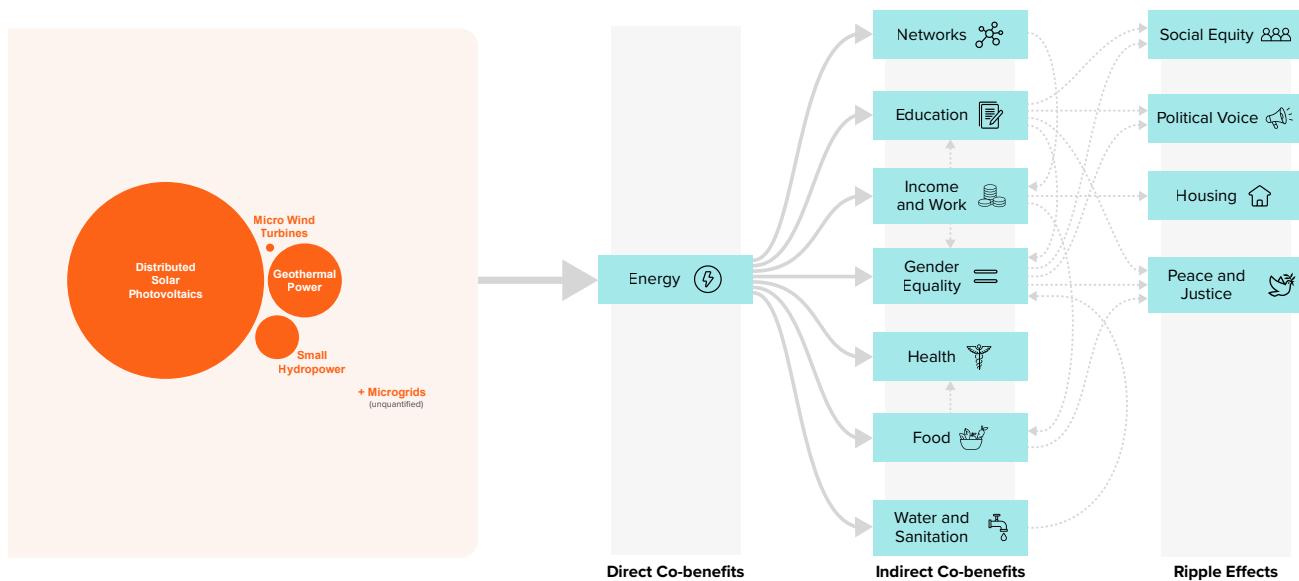 Distributed
Solar
Photovoltaics
Micro Wind
Turbines
Geothermal
Power
Small
Hydropower
+ Microgrids
(unquantified)
Energy
Direct Co-benefits
Networks
Education
Income
and Work
Gender
Equality
Health
Food
Water and
Sanitation
Indirect Co-benefits
Social Equity
Political Voice
Housing
Peace and
Justice
Ripple Effects